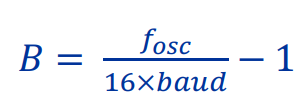 B = f_osc / (16×baud) − 1